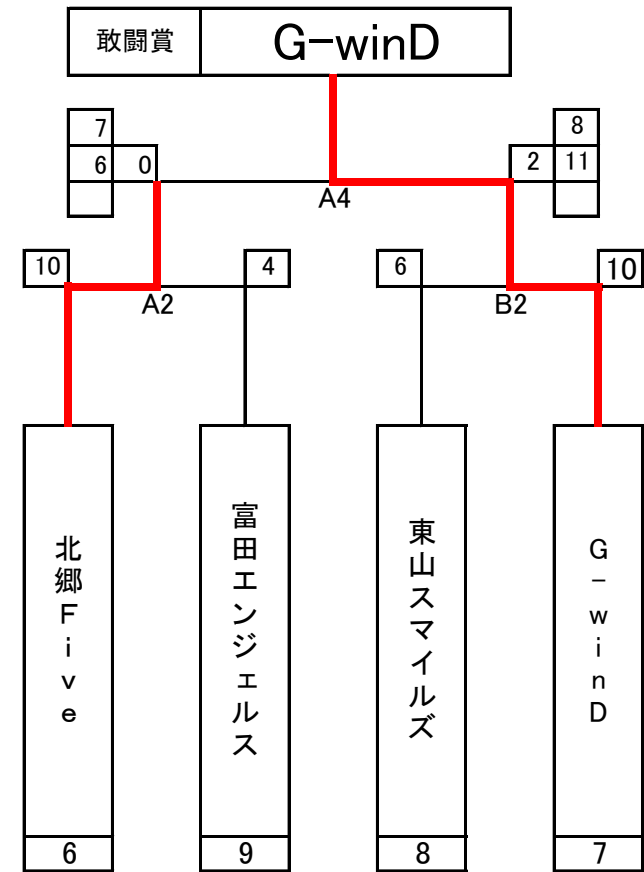 敢闘賞 G-winD
7 8
6 0 2 11
A4
10 4 6 10
A2 B2
北郷Five
富田エンジェルス
東山スマイルズ
G-winD
6 9 8 7